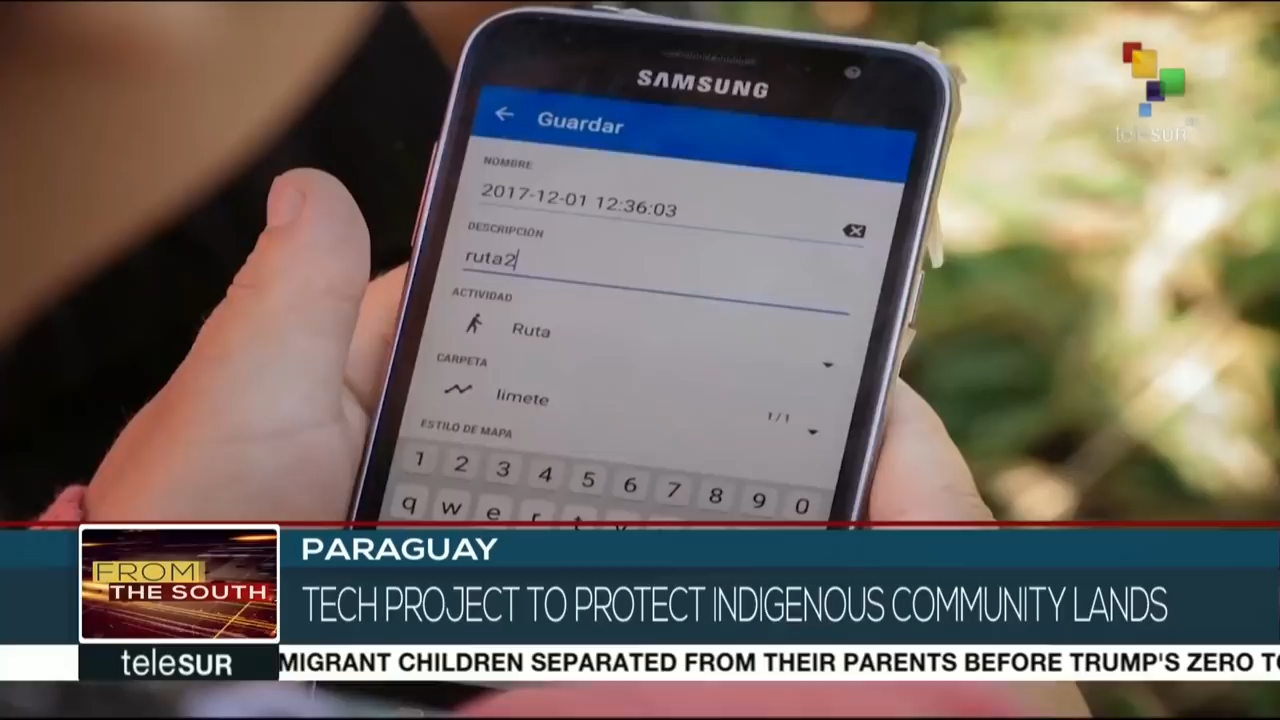 SAMSUNG
telesur
Guardar
NOMBRE
2017-12-01 12:36:03
DESCRIPCIÓN
ruta2
ACTIVIDAD
Ruta
CARPETA
limete
1/1
ESTILO DE MAPA
1 2 3 4 5 6 7 8 9 0
q w e r t y
PARAGUAY
FROM
THE SOUTH
TECH PROJECT TO PROTECT INDIGENOUS COMMUNITY LANDS
teleSUR
MIGRANT CHILDREN SEPARATED FROM THEIR PARENTS BEFORE TRUMP'S ZERO TO